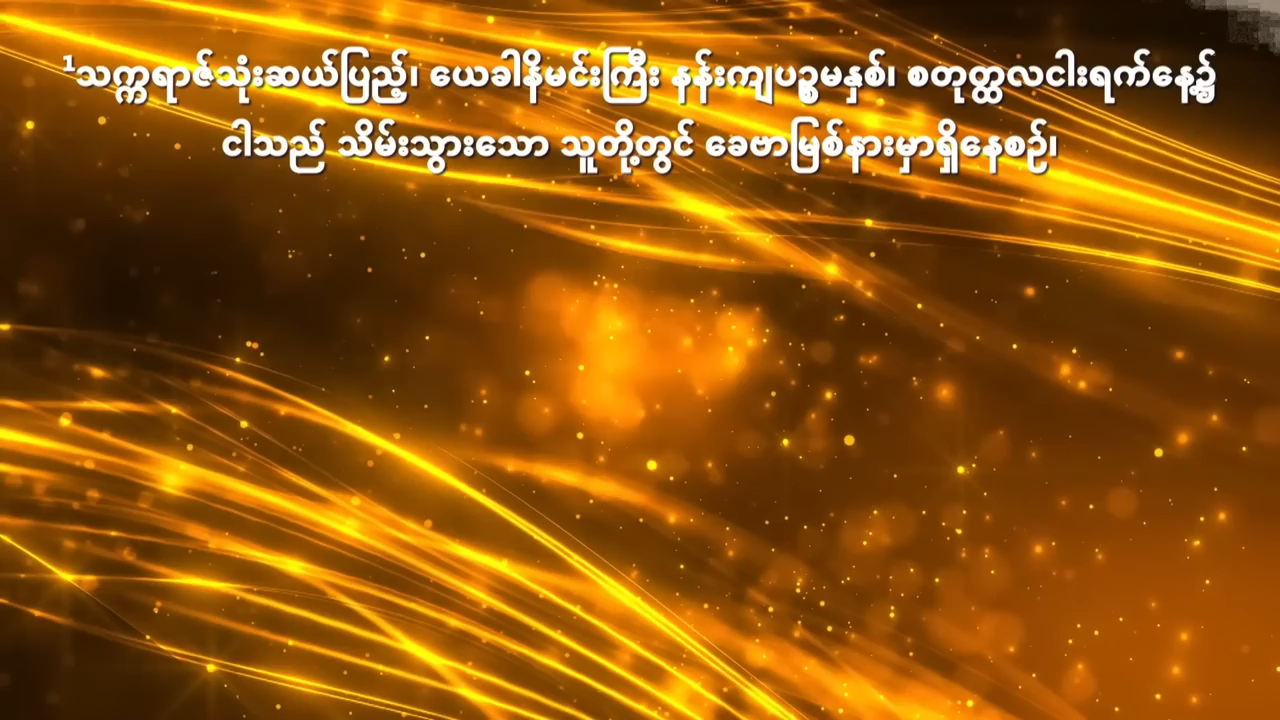 ¹သက္ကရာဇ်သုံးဆယ်ပြည့်၊ ယေခါနိမင်းကြီး နန်းကျပဉ္စမနှစ်၊ စတုတ္ထလငါးရက်နေ့၌
ငါသည် သိမ်းသွားသော သူတို့တွင် ခေဗာမြစ်နားမှာရှိနေစဉ်၊